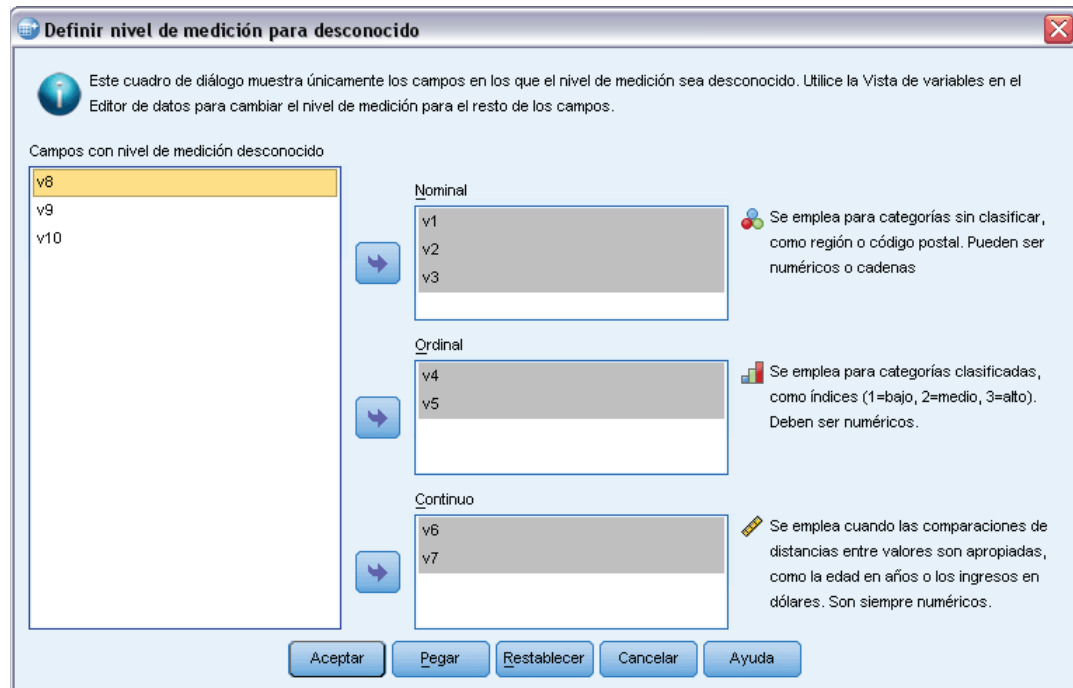 Definir nivel de medición para desconocido
Este cuadro de diálogo muestra únicamente los campos en los que el nivel de medición sea desconocido. Utilice la Vista de variables en el
Editor de datos para cambiar el nivel de medición para el resto de los campos.
Campos con nivel de medición desconocido
v8
v9
v10
Nominal
v1
v2
v3
Se emplea para categorías sin clasificar,
como región o código postal. Pueden ser
numéricos o cadenas
Ordinal
v4
v5
Se emplea para categorías clasificadas,
como índices (1=bajo, 2=medio, 3=alto).
Deben ser numéricos.
Continuo
v6
v7
Se emplea cuando las comparaciones de
distancias entre valores son apropiadas,
como la edad en años o los ingresos en
dólares. Son siempre numéricos.
Aceptar Pegar Restablecer Cancelar Ayuda